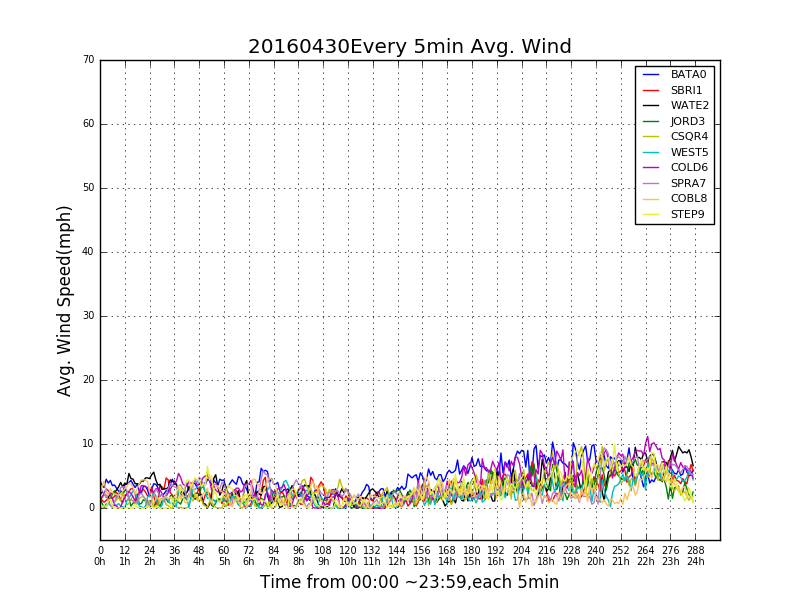 20160430Every 5min Avg. Wind
70
60
50
40
30
20
10
0
Avg. Wind Speed(mph)
BATA0
SBRI1
WATE2
JORD3
CSQR4
WEST5
COLD6
SPRA7
COBL8
STEP9
0 12 24 36 48 60 72 84 96 108 120 132 144 156 168 180 192 204 216 228 240 252 264 276 288
0h 1h 2h 3h 4h 5h 6h 7h 8h 9h 10h 11h 12h 13h 14h 15h 16h 17h 18h 19h 20h 21h 22h 23h 24h
Time from 00:00 ~23:59,each 5min